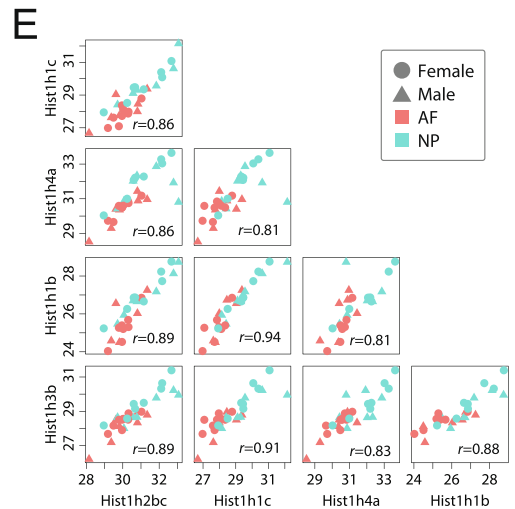 E
Female
Male
AF
NP
Hist1h1c
31
29
27
r=0.86
Hist1h4a
33
31
29
r=0.86
r=0.81
Hist1h1b
28
26
24
r=0.89
r=0.94
r=0.81
Hist1h3b
31
29
27
r=0.89
r=0.91
r=0.83
r=0.88
28 30 32 27 29 31 29 31 33 24 26 28
Hist1h2bc Hist1h1c Hist1h4a Hist1h1b